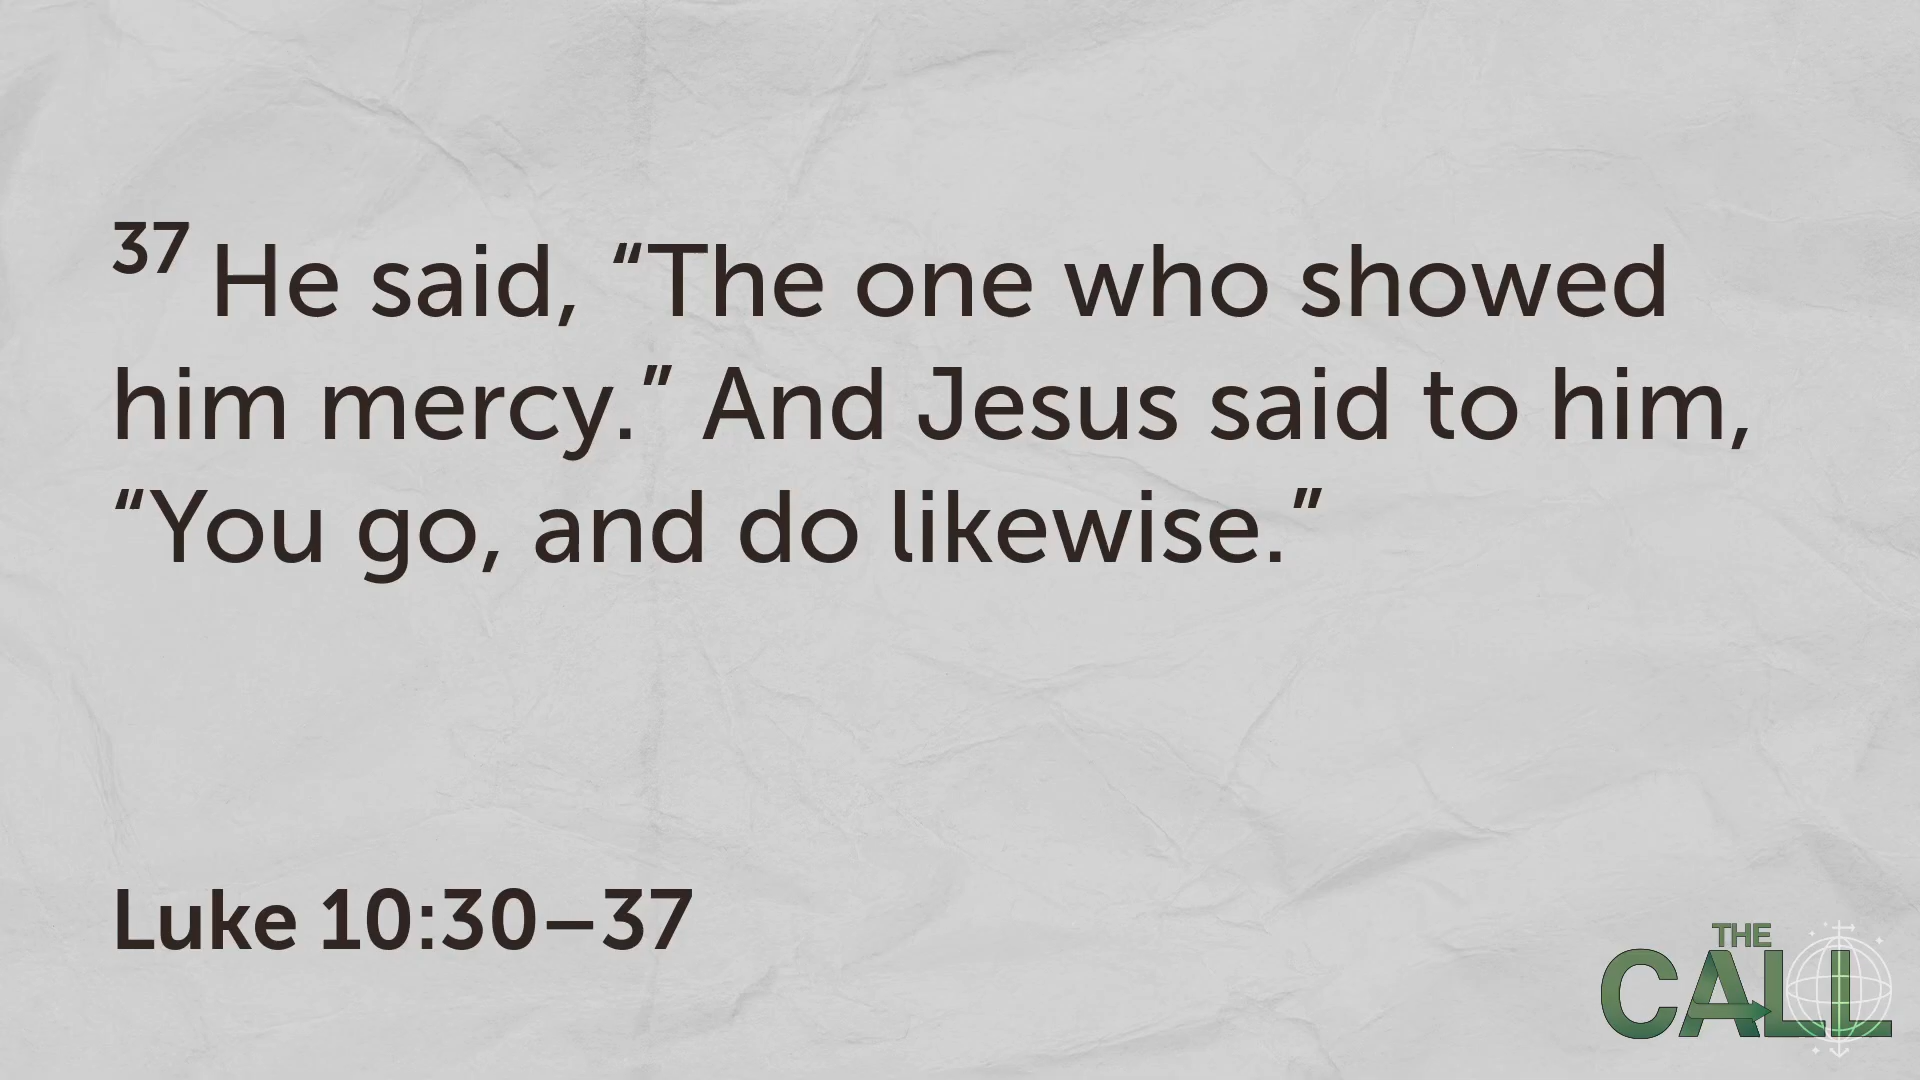 37 He said, “The one who showed
him mercy.” And Jesus said to him,
“You go, and do likewise.”
Luke 10:30–37
THE
CALL